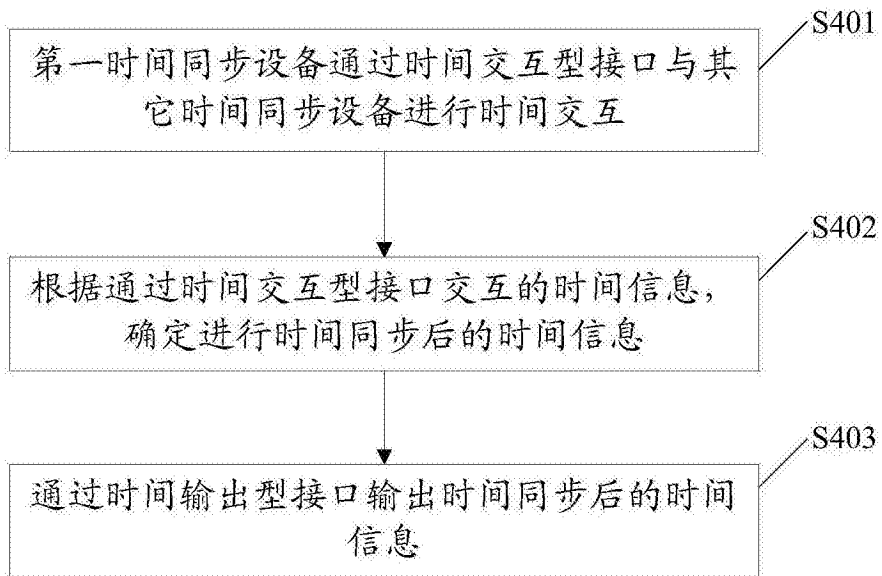 S401
第一时间同步设备通过时间交互型接口与其
它时间同步设备进行时间交互
S402
根据通过时间交互型接口交互的时间信息，
确定进行时间同步后的时间信息
S403
通过时间输出型接口输出时间同步后的时间
信息